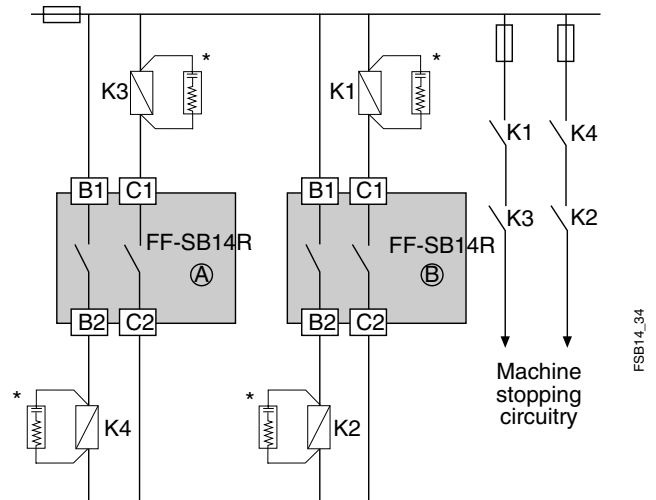 *
*
K3
K1
K1
K4
B1
C1
B1
C1
K3
K2
FF-SB14R
FF-SB14R
A
B
B2
C2
B2
C2
Machine
stopping
circuitry
*
*
K4
K2
FSB14_34